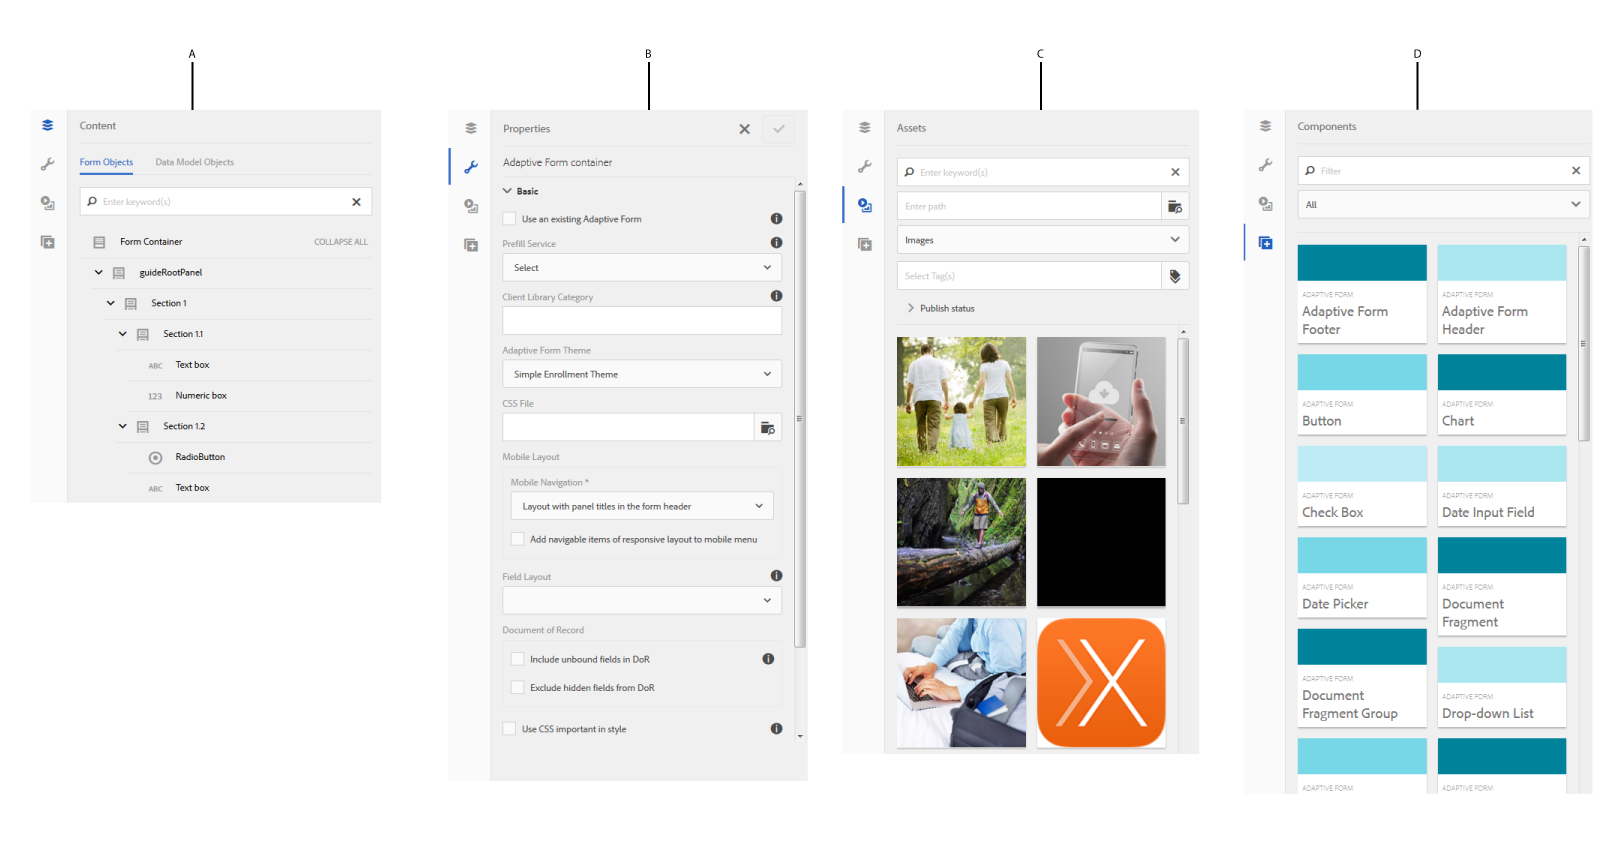 A
B
C
D
Content
Form Objects
Data Model Objects
Enter keyword(s)
Form Container
COLLAPSE ALL
guideRootPanel
Section 1
Section 1.1
ABC Text box
123 Numeric box
Section 1.2
RadioButton
ABC Text box
Properties
Adaptive Form container
Basic
Use an existing Adaptive Form
Prefill Service
Select
Client Library Category
Adaptive Form Theme
Simple Enrollment Theme
CSS File
Mobile Layout
Mobile Navigation *
Layout with panel titles in the form header
Add navigable items of responsive layout to mobile menu
Field Layout
Document of Record
Include unbound fields in DoR
Exclude hidden fields from DoR
Use CSS important in style
Assets
Enter keyword(s)
Enter path
Images
Select Tag(s)
Publish status
Components
Filter
All
ADAPTIVE FORM
Adaptive Form
Footer
ADAPTIVE FORM
Adaptive Form
Header
ADAPTIVE FORM
Button
ADAPTIVE FORM
Chart
ADAPTIVE FORM
Check Box
ADAPTIVE FORM
Date Input Field
ADAPTIVE FORM
Date Picker
ADAPTIVE FORM
Document
Fragment
ADAPTIVE FORM
Document
Fragment Group
ADAPTIVE FORM
Drop-down List
ADAPTIVE FORM
ADAPTIVE FORM